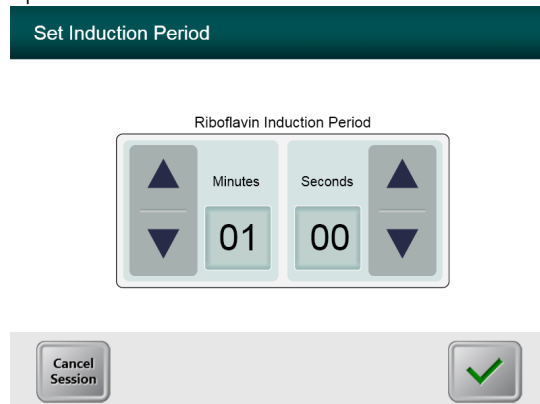 Set Induction Period
Riboflavin Induction Period
Minutes
Seconds
01
00
Cancel
Session